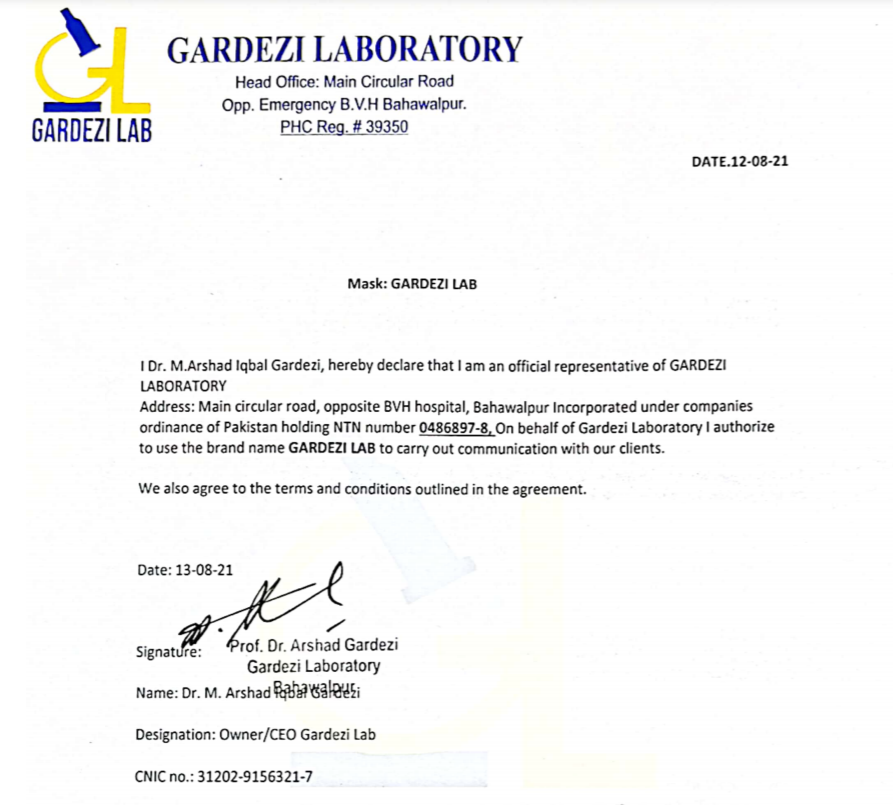 GARDEZI LAB
GARDEZI LABORATORY
Head Office: Main Circular Road
Opp. Emergency B.V.H Bahawalpur.
PHC Reg. # 39350
DATE.12-08-21
Mask: GARDEZI LAB
I Dr. M.Arshad Iqbal Gardezi, hereby declare that I am an official representative of GARDEZI
LABORATORY
Address: Main circular road, opposite BVH hospital, Bahawalpur Incorporated under companies
ordinance of Pakistan holding NTN number 0486897-8, On behalf of Gardezi Laboratory I authorize
to use the brand name GARDEZI LAB to carry out communication with our clients.
We also agree to the terms and conditions outlined in the agreement.
Date: 13-08-21
Signature:
Prof. Dr. Arshad Gardezi
Gardezi Laboratory
Bahawalpur
Name: Dr. M. Arshad Iqbal Gardezi
Designation: Owner/CEO Gardezi Lab
CNIC no.: 31202-9156321-7